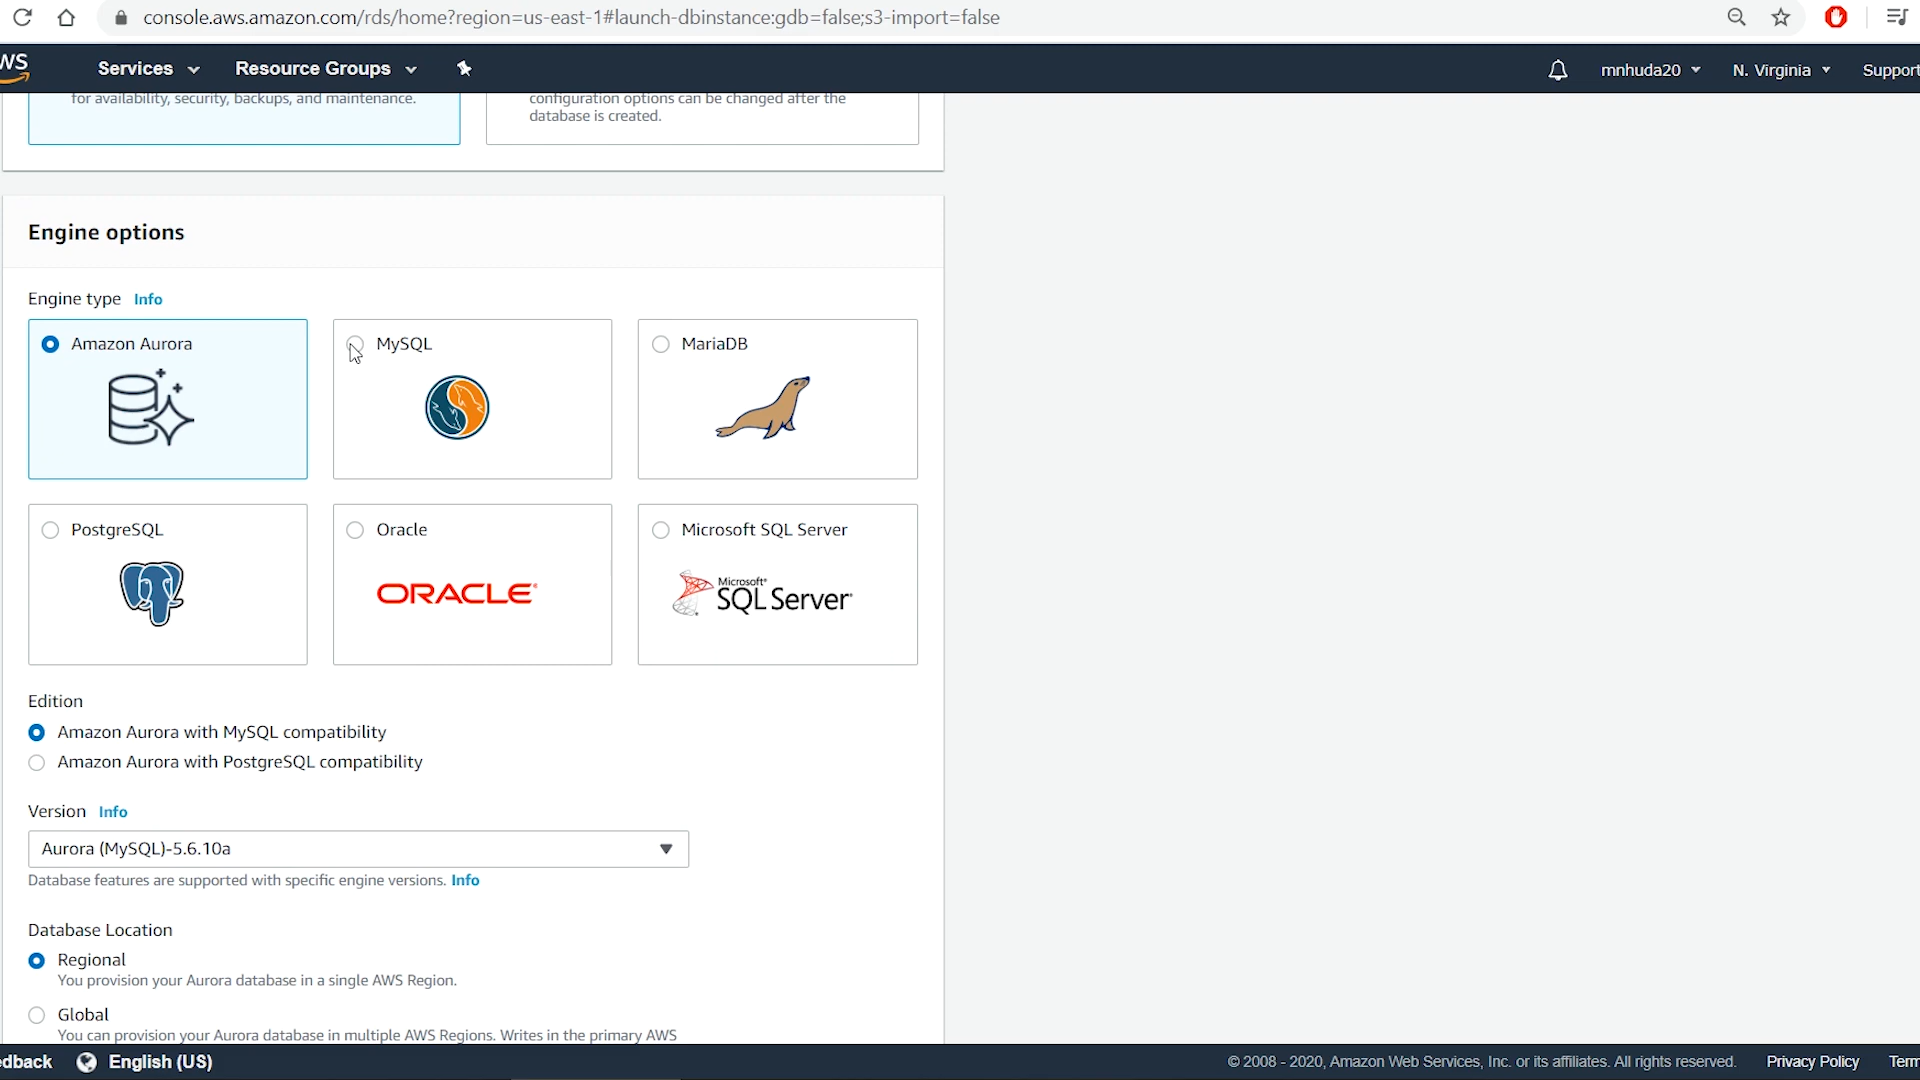 console.aws.amazon.com/rds/home?region=us-east-1#launch-dbinstance:gdb=false;s3-import=false
WS
Services
Resource Groups
mnhuda20
N. Virginia
Support
for availability, security, backups, and maintenance.
configuration options can be changed after the
database is created.
Engine options
Engine type Info
Amazon Aurora
MySQL
MariaDB
PostgreSQL
Oracle
ORACLE
Microsoft SQL Server
Microsoft®
SQL Server
Edition
Amazon Aurora with MySQL compatibility
Amazon Aurora with PostgreSQL compatibility
Version Info
Aurora (MySQL)-5.6.10a
Database features are supported with specific engine versions. Info
Database Location
Regional
You provision your Aurora database in a single AWS Region.
Global
You can provision your Aurora database in multiple AWS Regions. Writes in the primary AWS
edback
English (US)
© 2008 - 2020, Amazon Web Services, Inc. or its affiliates. All rights reserved.
Privacy Policy
Term